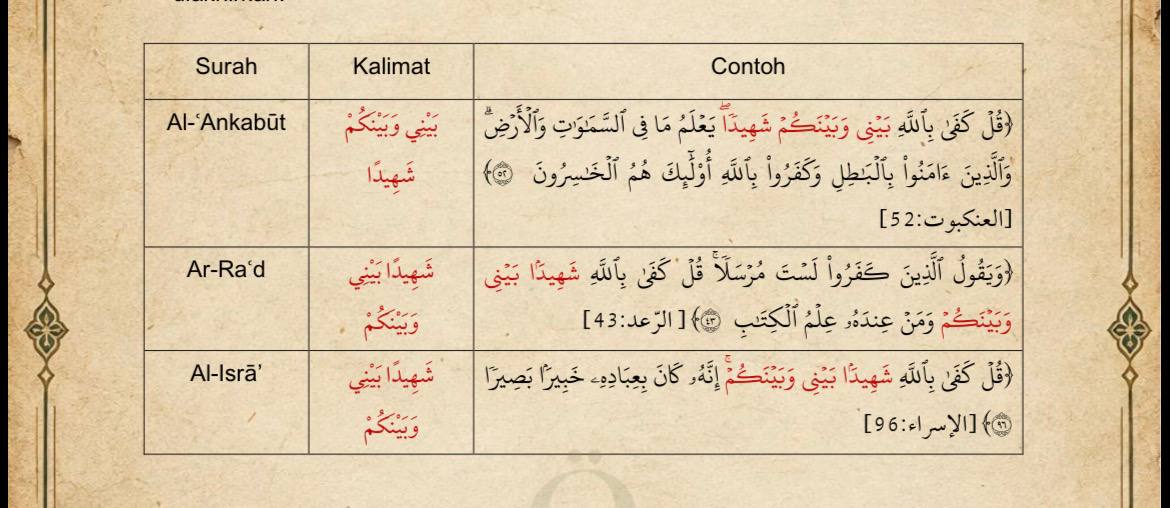 Surah Kalimat Contoh
Al-ʿAnkabūt بَيْنِي وَبَيْنَكُمْ ﴿قُلۡ كَفَىٰ بِٱللَّهِ بَيۡنِي وَبَيۡنَكُمۡ شَهِيدٗاۖ يَعۡلَمُ مَا فِي ٱلسَّمَٰوَٰتِ وَٱلۡأَرۡضِۗ
شَهِيدًا وَٱلَّذِينَ ءَامَنُواْ بِٱلۡبَٰطِلِ وَكَفَرُواْ بِٱللَّهِ أُوْلَٰٓئِكَ هُمُ ٱلۡخَٰسِرُونَ ٥٢﴾
[العنكبوت:52]
Ar-Raʿd شَهِيدًا بَيْنِي ﴿وَيَقُولُ ٱلَّذِينَ كَفَرُواْ لَسۡتَ مُرۡسَلٗاۚ قُلۡ كَفَىٰ بِٱللَّهِ شَهِيدَۢا بَيۡنِي
وَبَيْنَكُمْ وَبَيۡنَكُمۡ وَمَنۡ عِندَهُۥ عِلۡمُ ٱلۡكِتَٰبِ ٤٣﴾ [الرّعد:43]
Al-Isrā’ شَهِيدًا بَيْنِي ﴿قُلۡ كَفَىٰ بِٱللَّهِ شَهِيدَۢا بَيۡنِي وَبَيۡنَكُمۡۚ إِنَّهُۥ كَانَ بِعِبَادِهِۦ خَبِيرَۢا بَصِيرٗا
وَبَيْنَكُمْ ٩٦﴾ [الإسراء:96]